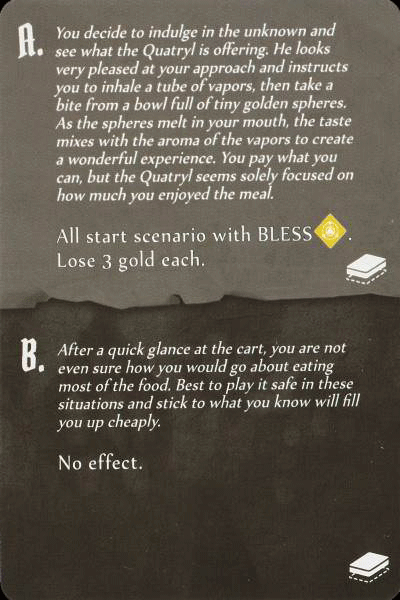 A. You decide to indulge in the unknown and
see what the Quatryl is offering. He looks
very pleased at your approach and instructs
you to inhale a tube of vapors, then take a
bite from a bowl full of tiny golden spheres.
As the spheres melt in your mouth, the taste
mixes with the aroma of the vapors to create
a wonderful experience. You pay what you
can, but the Quatryl seems solely focused on
how much you enjoyed the meal.
All start scenario with BLESS.
Lose 3 gold each.
B. After a quick glance at the cart, you are not
even sure how you would go about eating
most of the food. Best to play it safe in these
situations and stick to what you know will fill
you up cheaply.
No effect.